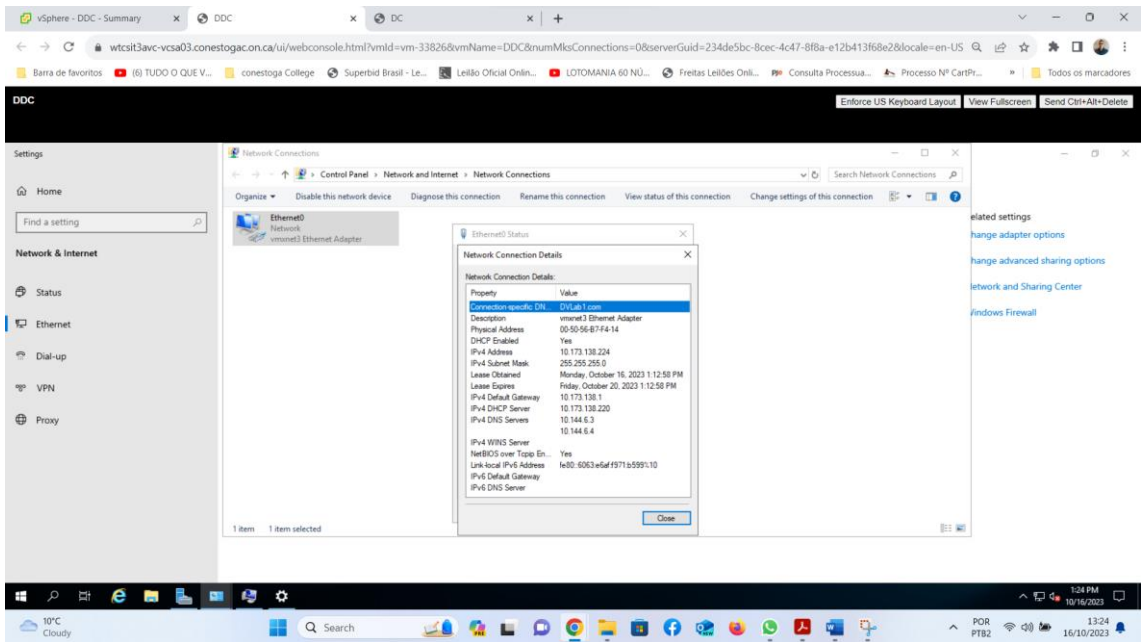 vSphere - DDC - Summary
DDC
DC
wtcsit3avc-vcsa03.conestogac.on.ca/ui/webconsole.html?vmId=vm-33826&vmName=DDC&numMksConnections=0&serverGuid=234de5bc-8cec-4c47-8f8a-e12b413f68e2&locale=en-US
Barra de favoritos
(6) TUDO O QUE V...
conestoga College
Superbid Brasil - Le...
Leilão Oficial Onlin...
LOTOMANIA 60 NÚ...
Freitas Leilões Onli...
Consulta Processua...
Processo Nº CartPr...
»
Todos os marcadores
DDC
Enforce US Keyboard Layout
View Fullscreen
Send Ctrl+Alt+Delete
Settings
Home
Find a setting
Network & Internet
Status
Ethernet
Dial-up
VPN
Proxy
Network Connections
Control Panel > Network and Internet > Network Connections
Search Network Connections
Organize
Disable this network device
Diagnose this connection
Rename this connection
View status of this connection
Change settings of this connection
Ethernet0
Network
vmxnet3 Ethernet Adapter
Ethernet0 Status
Network Connection Details
Network Connection Details:
Property Value
Connection-specific DN... DVLab1.com
Description vmxnet3 Ethernet Adapter
Physical Address 00-50-56-B7-F4-14
DHCP Enabled Yes
IPv4 Address 10.173.138.224
IPv4 Subnet Mask 255.255.255.0
Lease Obtained Monday, October 16, 2023 1:12:58 PM
Lease Expires Friday, October 20, 2023 1:12:58 PM
IPv4 Default Gateway 10.173.138.1
IPv4 DHCP Server 10.173.138.220
IPv4 DNS Servers 10.144.6.3
10.144.6.4
IPv4 WINS Server
NetBIOS over Tcpip En... Yes
Link-local IPv6 Address fe80::6063:e6af:f971:b599%10
IPv6 Default Gateway
IPv6 DNS Server
Close
1 item
1 item selected
elated settings
hange adapter options
hange advanced sharing options
letwork and Sharing Center
Vindows Firewall
1:24 PM
10/16/2023
10°C
Cloudy
Search
POR
PTB2
13:24
16/10/2023